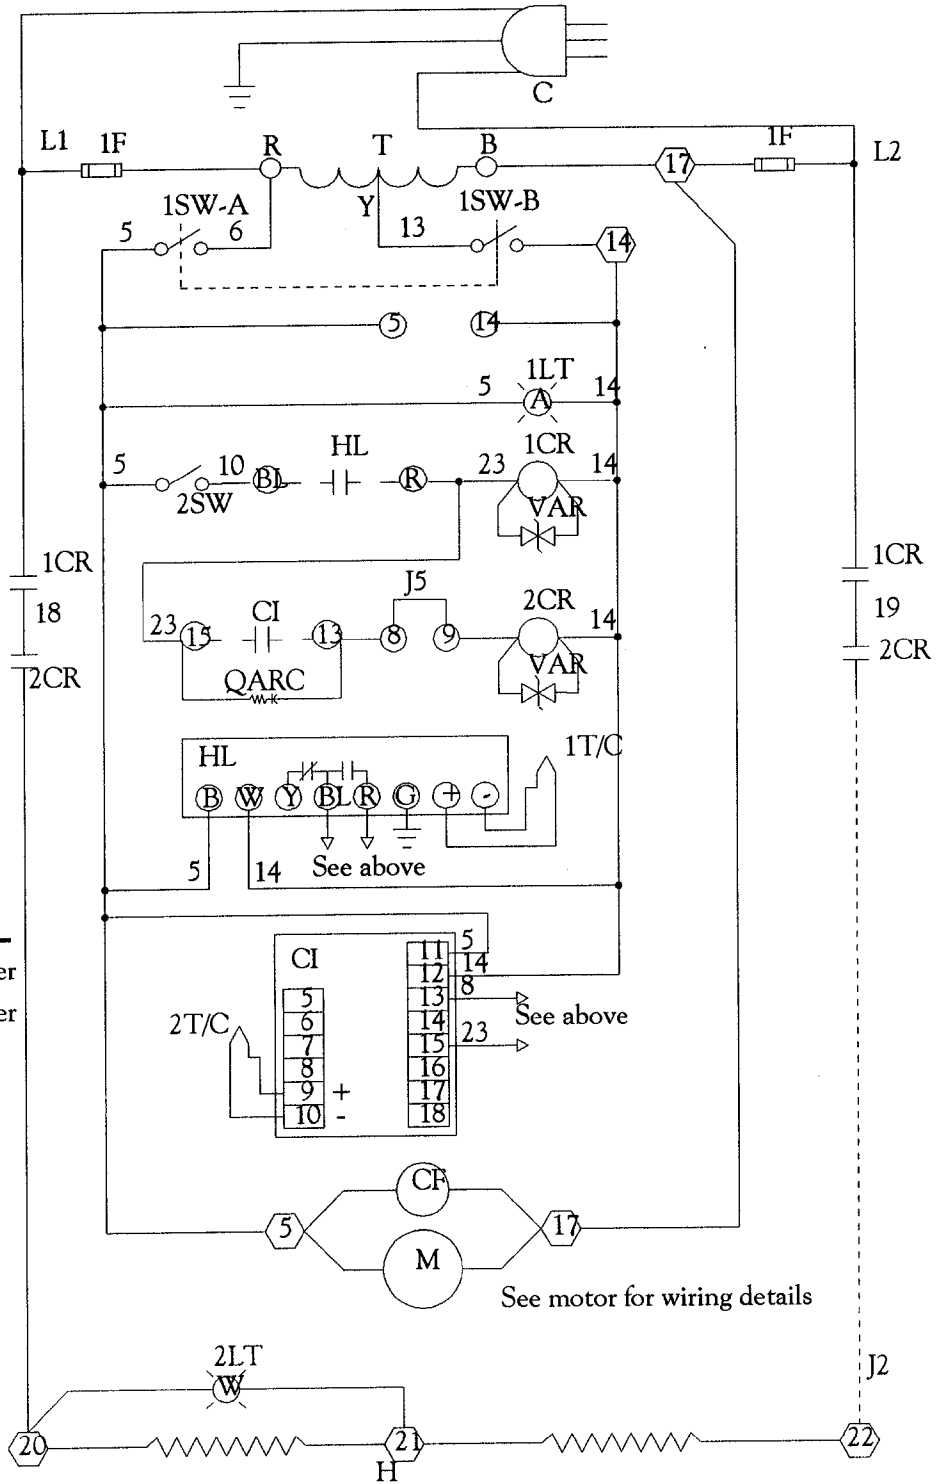 C
L1 1F R T B 17 1F L2
1SW-A Y 1SW-B
5 6 13 14
5 14
1LT
5 A 14
HL 1CR
5 10 BL R 23 14
2SW VAR
1CR 1CR
J5
18 CI 2CR 19
23 15 13 8 9 14
2CR QARC VAR 2CR
HL 1T/C
B W Y BL R G + -
5 14 See above
CI
11 5
12 14
5 13 8
6 14 See above
2T/C 7 15 23
8 16
9 + 17
10 - 18
er
er
CF
5 17
M
See motor for wiring details
2LT
W J2
20 21 22
H